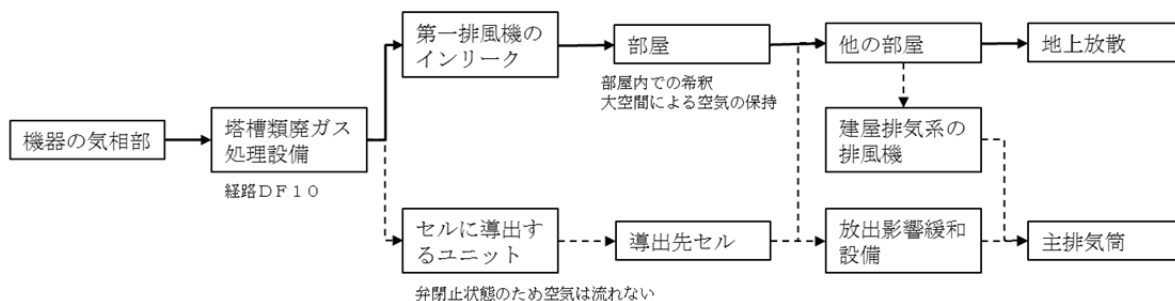 機器の気相部
塔槽類廃ガス
処理設備
経路ＤＦ１０
第一排風機の
インリーク
部屋
部屋内での希釈
大空間による空気の保持
他の部屋
地上放散
建屋排気系の
排風機
セルに導出す
るユニット
弁閉止状態のため空気は流れない
導出先セル
放出影響緩和
設備
主排気筒